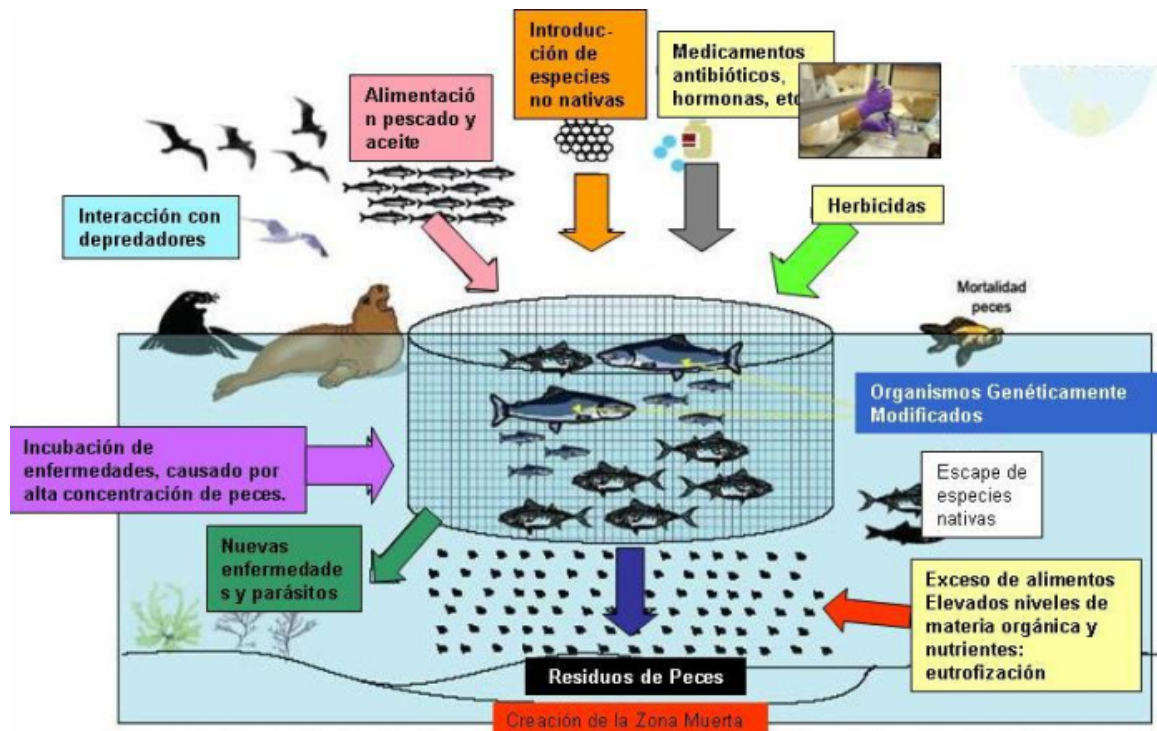 Introduc-
ción de
especies
no nativas
Medicamentos
antibióticos,
hormonas, etc
Alimentació
n pescado y
aceite
Interacción con
depredadores
Herbicidas
Mortalidad
peces
Organismos Genéticamente
Modificados
Incubación de
enfermedades, causado por
alta concentración de peces.
Escape de
especies
nativas
Nuevas
enfermedade
s y parásitos
Exceso de alimentos
Elevados niveles de
materia orgánica y
nutrientes:
eutrofización
Residuos de Peces
Creación de la Zona Muerta